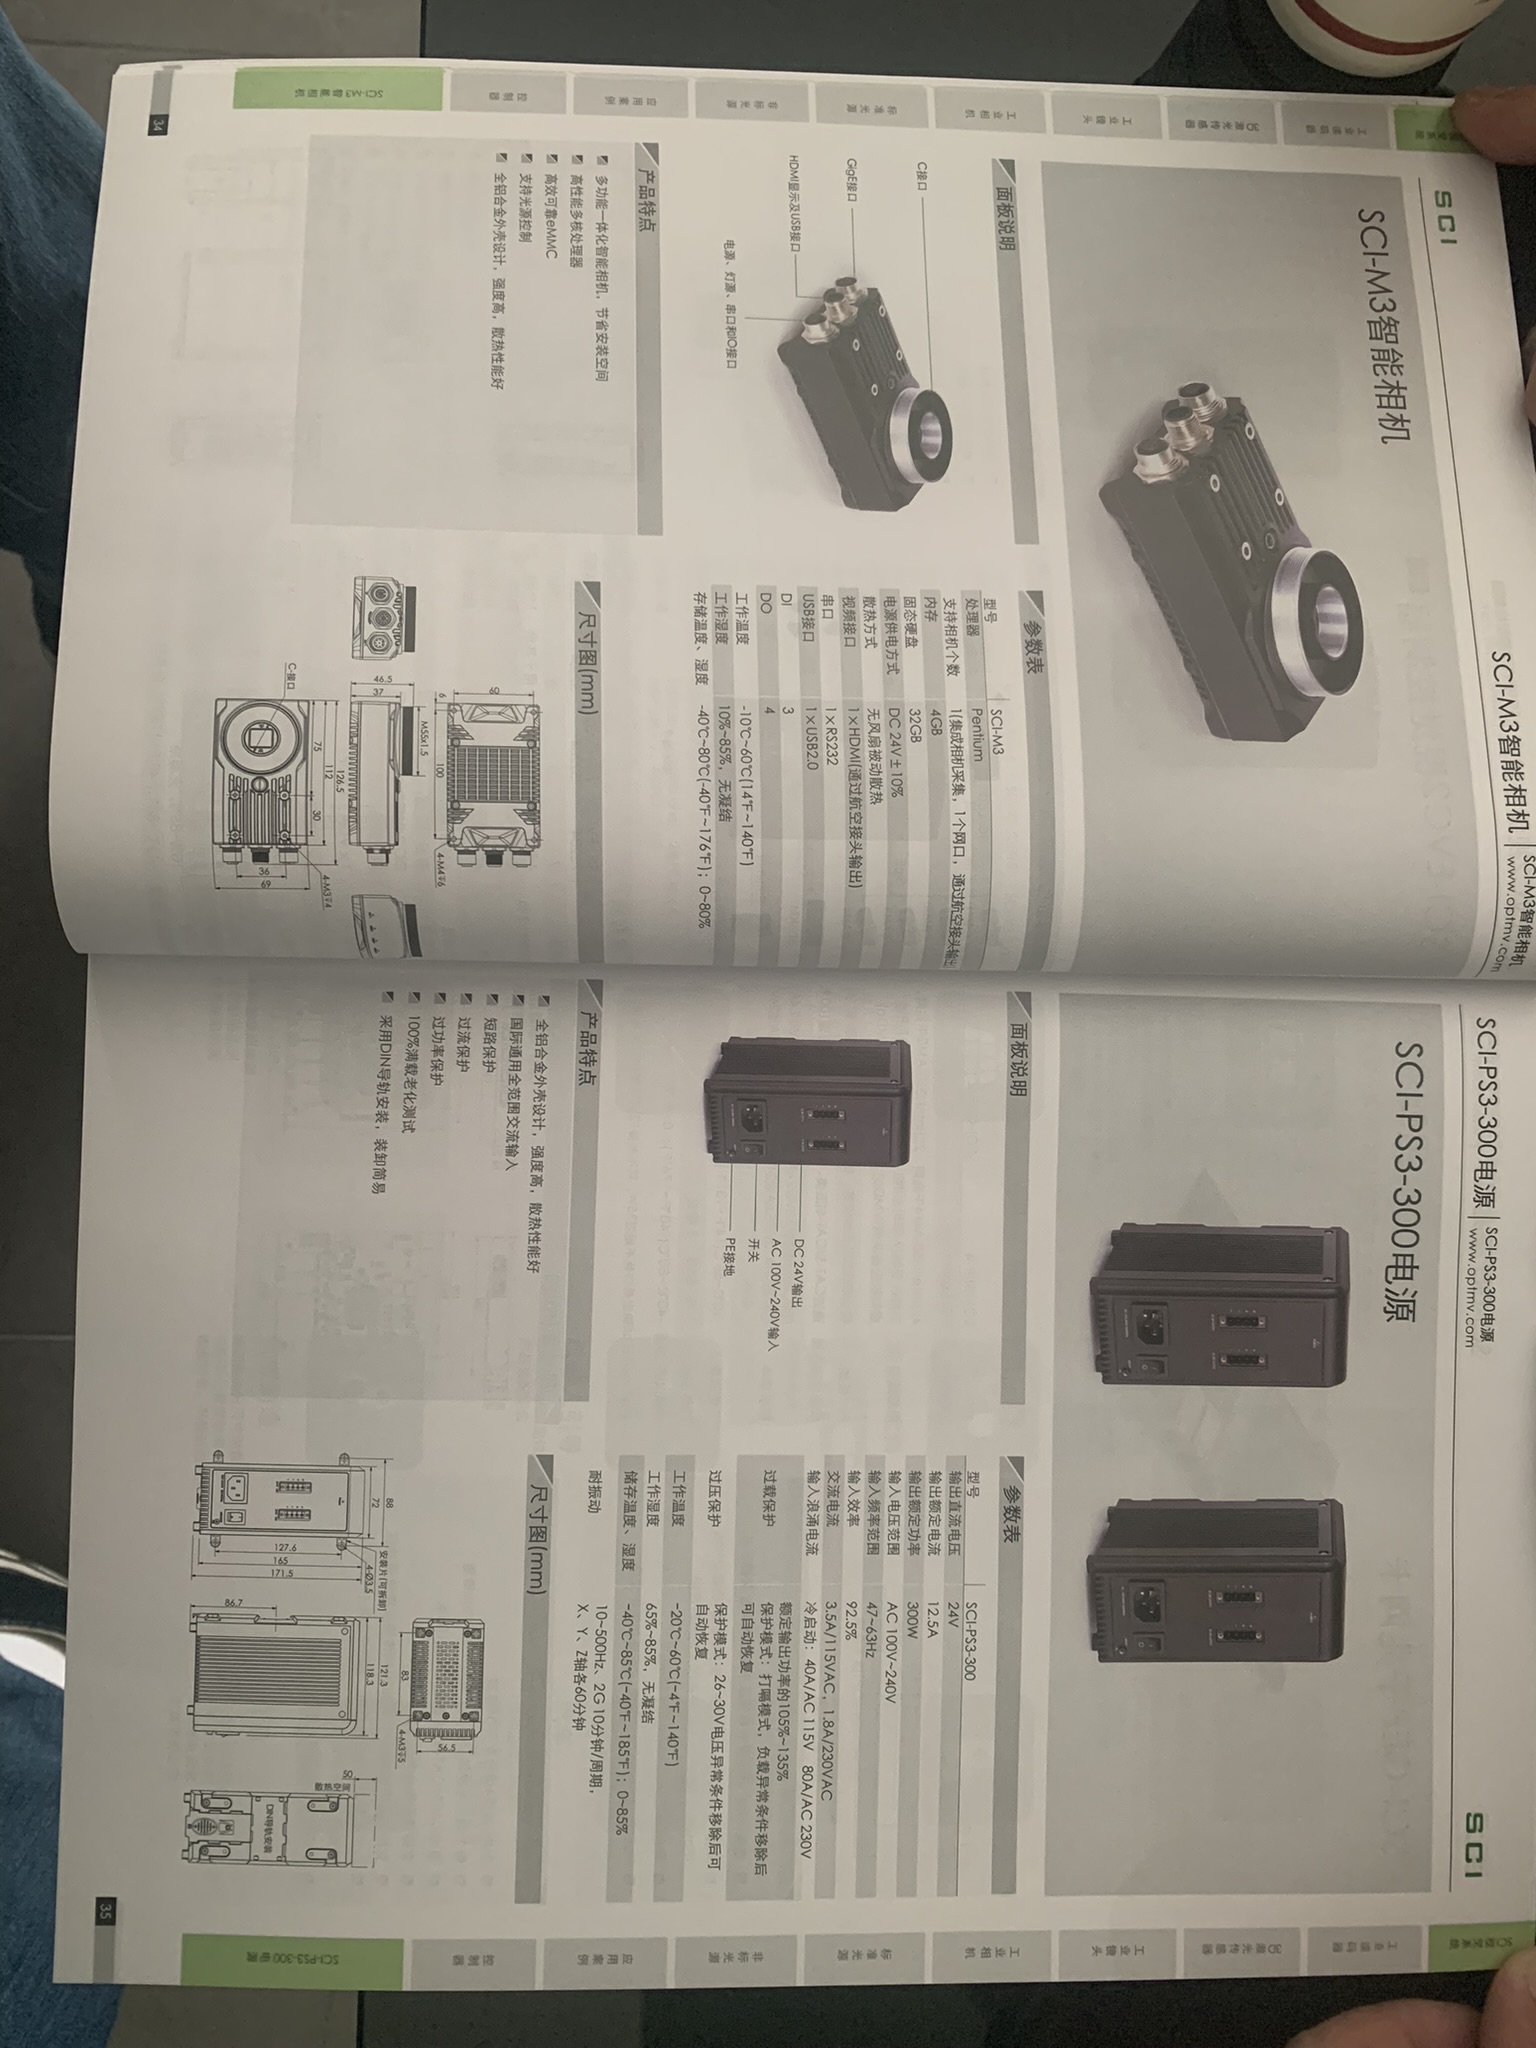 SCI-M3智能相机
SCI-M3智能相机
www.optmv.com
SCI
SCI-M3智能相机
面板说明
C接口
GigE接口
HDMI显示及USB接口
电源、灯源、串口和IO接口
产品特点
多功能一体化智能相机，节省安装空间
高性能多核处理器
高效可靠eMMC
支持光源控制
全铝合金外壳设计，强度高，散热性能好
参数表
型号 SCI-M3
处理器 Pentium
支持相机个数 1(集成相机采集，1个网口，通过航空接头输出)
内存 4GB
固态硬盘 32GB
电源供电方式 DC 24V±10%
散热方式 无风扇被动散热
视频接口 1×HDMI(通过航空接头输出)
串口 1×RS232
USB接口 1×USB2.0
DI 3
DO 4
工作温度 -10℃~60℃(14℉~140℉)
工作湿度 10%~85%，无凝结
存储温度、湿度 -40℃~80℃(-40℉~176℉)；0~80%
尺寸图(mm)
60
6
100
4-M4↧6
M55x1.5
46.5
37
126.5
112
75
30
4-M3↧4
C-接口
36
69
工业读码器
3D激光传感器
工业镜头
工业相机
标准光源
非标光源
应用案例
控制器
SCI-M3智能相机
34
SCI-PS3-300电源
SCI-PS3-300电源
www.optmv.com
SCI
SCI-PS3-300电源
面板说明
DC 24V输出
AC 100V~240V输入
开关
PE接地
产品特点
全铝合金外壳设计，强度高，散热性能好
国际通用全范围交流输入
短路保护
过流保护
过功率保护
100%满载老化测试
采用DIN导轨安装，装卸简易
参数表
型号 SCI-PS3-300
输出直流电压 24V
输出额定电流 12.5A
输出额定功率 300W
输入电压范围 AC 100V~240V
输入频率范围 47~63Hz
输入效率 92.5%
交流电流 3.5A/115VAC，1.8A/230VAC
输入浪涌电流 冷启动：40A/AC 115V 80A/AC 230V
过载保护 额定输出功率的105%~135%
保护模式：打嗝模式，负载异常条件移除后
可自动恢复
过压保护 保护模式：26~30V电压异常条件移除后可
自动恢复
工作温度 -20℃~60℃(-4℉~140℉)
工作湿度 65%~85%，无凝结
储存温度、湿度 -40℃~85℃(-40℉~185℉)；0~85%
耐振动 10~500Hz、2G 10分钟/周期，
X、Y、Z轴各60分钟
尺寸图(mm)
56.5
83
4-M3↧5
88
72
安装片(可拆卸)
4-Ø3.5
127.6
165
171.5
121.3
118.3
86.7
50
散热空间
DIN导轨安装
工业读码器
3D激光传感器
工业镜头
工业相机
标准光源
非标光源
应用案例
控制器
SCI-PS3-300电源
35